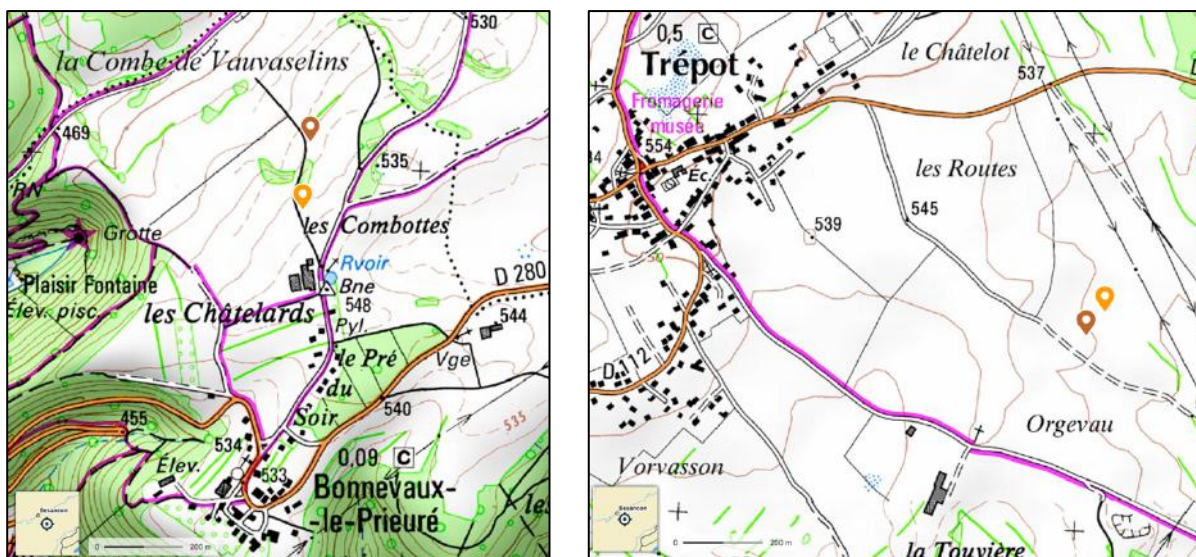 530
la Combe de Vauvaselins
469
535
RN
Grotte
les Combottes
Rvoir
Plaisir Fontaine
Bne
D 280
Élev. pisc.
les Châtelards
548
544
Pyl.
le Pré
Vge
du
455
540
Soir
535
534
Élev.
0,09 C
533
Bonnevaux-
-le-Prieuré
les
Besancon
0 200 m
0,5 C
le Châtelot
Trépot
537
D
Fromagerie
musée
554
les Routes
Éc.
545
539
D 112
Orgevau
Vorvasson
Besancon
0 200 m
la Touvière